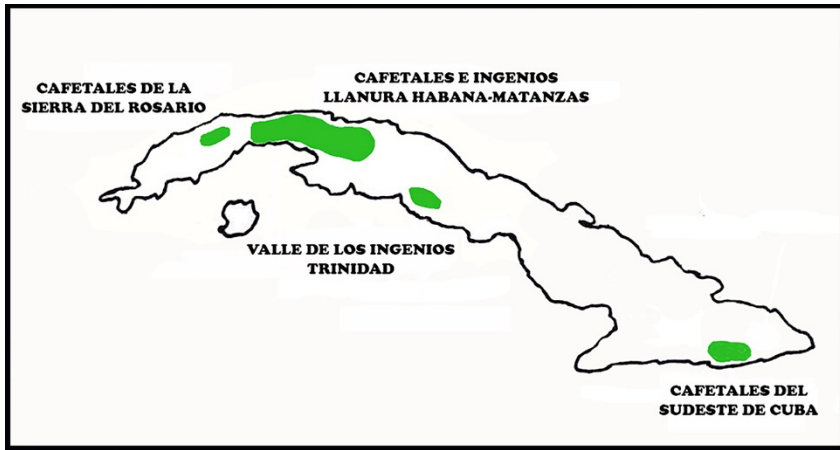 CAFETALES DE LA
SIERRA DEL ROSARIO
CAFETALES E INGENIOS
LLANURA HABANA-MATANZAS
VALLE DE LOS INGENIOS
TRINIDAD
CAFETALES DEL
SUDESTE DE CUBA